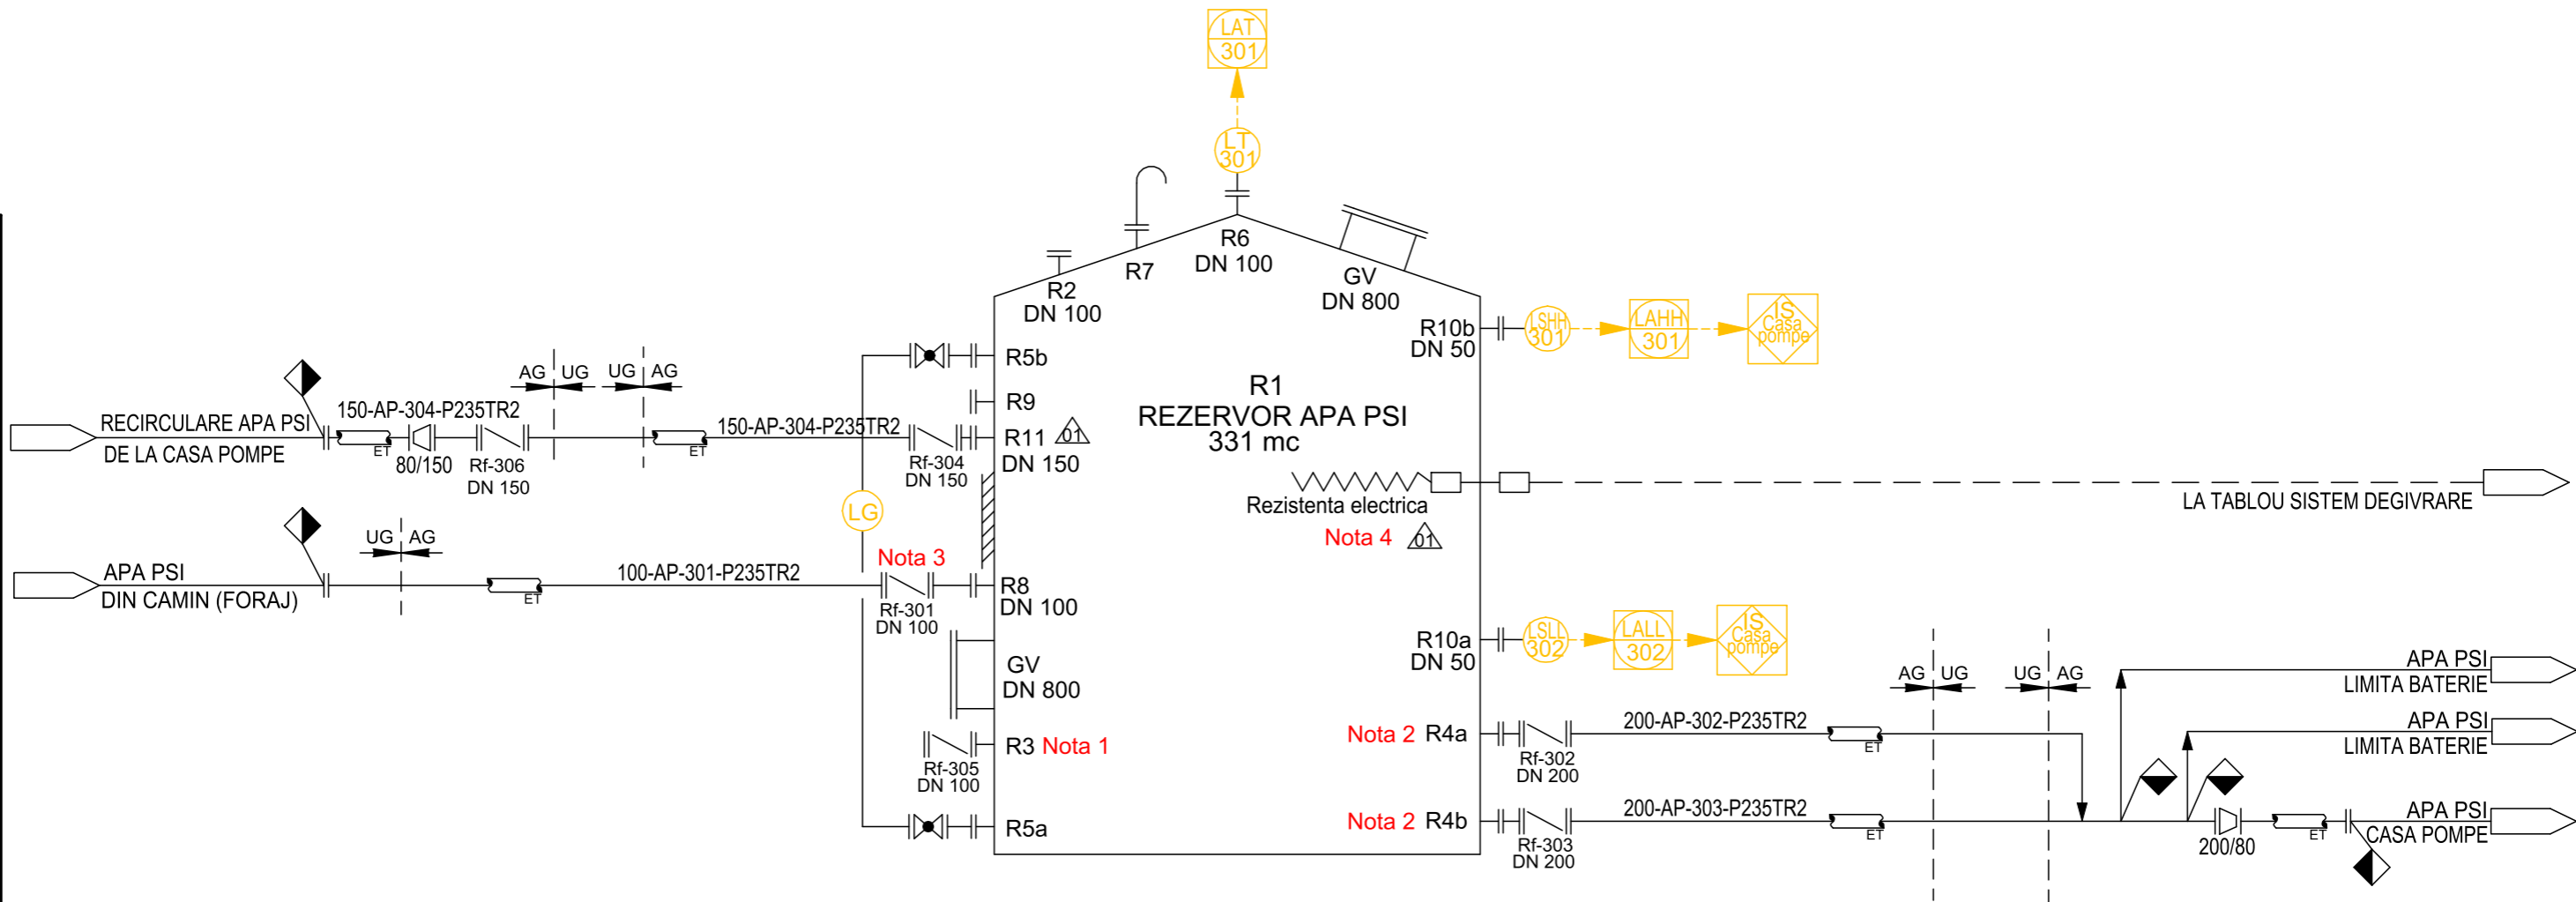 LAT
301
LT
301
R6
DN 100
R7
R2
DN 100
GV
DN 800
R10b
DN 50
LSHH
301
LAHH
301
IS
Casa
pompe
R5b
R9
R1
REZERVOR APA PSI
331 mc
AG UG
UG AG
RECIRCULARE APA PSI
DE LA CASA POMPE
150-AP-304-P235TR2
ET
80/150
Rf-306
DN 150
ET
150-AP-304-P235TR2
Rf-304
DN 150
R11
01
DN 150
Rezistenta electrica
Nota 4
01
LA TABLOU SISTEM DEGIVRARE
LG
UG AG
APA PSI
DIN CAMIN (FORAJ)
ET
100-AP-301-P235TR2
Nota 3
Rf-301
DN 100
R8
DN 100
GV
DN 800
R10a
DN 50
LSLL
302
LALL
302
IS
Casa
pompe
R3 Nota 1
Rf-305
DN 100
R5a
Nota 2 R4a
Rf-302
DN 200
200-AP-302-P235TR2
ET
AG UG
UG AG
APA PSI
LIMITA BATERIE
APA PSI
LIMITA BATERIE
Nota 2 R4b
Rf-303
DN 200
200-AP-303-P235TR2
ET
200/80
ET
APA PSI
CASA POMPE